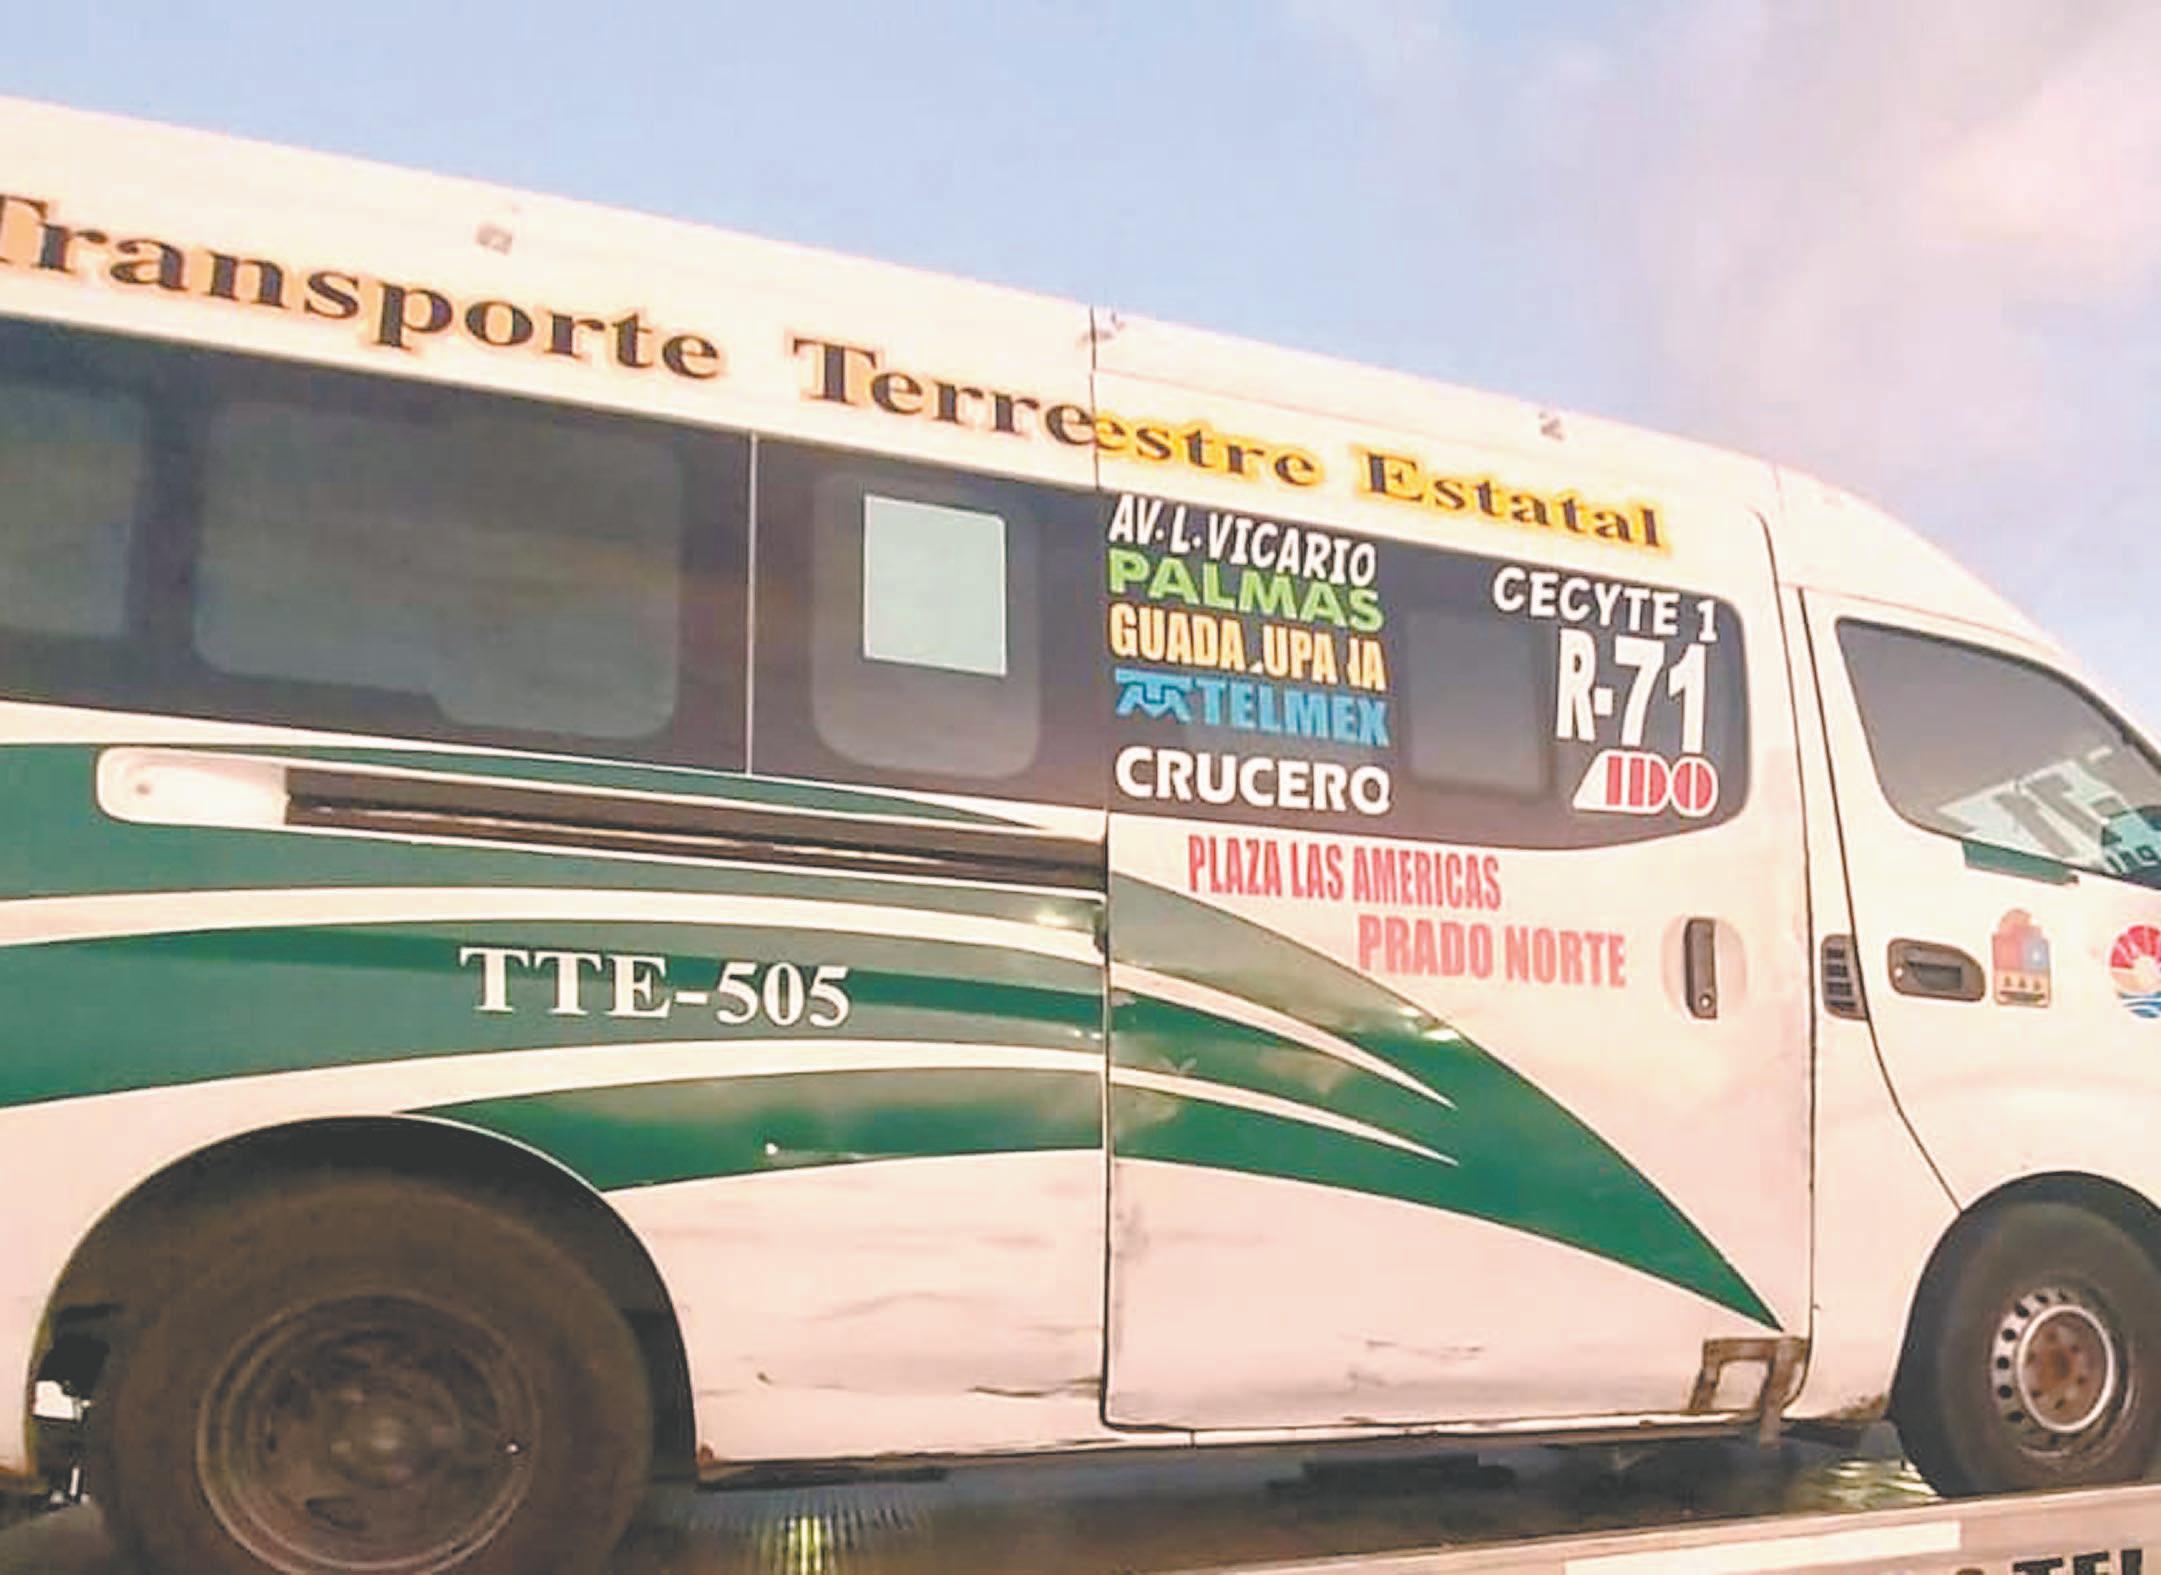 Transporte Terrestre Estatal
AV. L. VICARIO
PALMAS
GUADALUPANA
TELMEX
CRUCERO
CECYTE 1
R-71
ADO
PLAZA LAS AMERICAS
PRADO NORTE
TTE-505